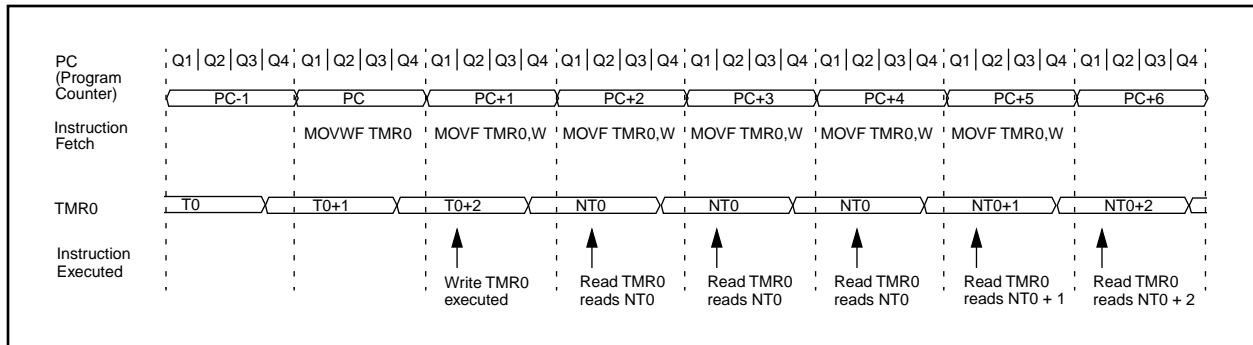 PC
(Program
Counter)
Q1 Q2 Q3 Q4 Q1 Q2 Q3 Q4 Q1 Q2 Q3 Q4 Q1 Q2 Q3 Q4 Q1 Q2 Q3 Q4 Q1 Q2 Q3 Q4 Q1 Q2 Q3 Q4 Q1 Q2 Q3 Q4
PC-1 PC PC+1 PC+2 PC+3 PC+4 PC+5 PC+6
Instruction
Fetch
MOVWF TMR0 MOVF TMR0,W MOVF TMR0,W MOVF TMR0,W MOVF TMR0,W MOVF TMR0,W
TMR0
T0 T0+1 T0+2 NT0 NT0 NT0 NT0+1 NT0+2
Instruction
Executed
Write TMR0
executed
Read TMR0
reads NT0
Read TMR0
reads NT0
Read TMR0
reads NT0
Read TMR0
reads NT0 + 1
Read TMR0
reads NT0 + 2